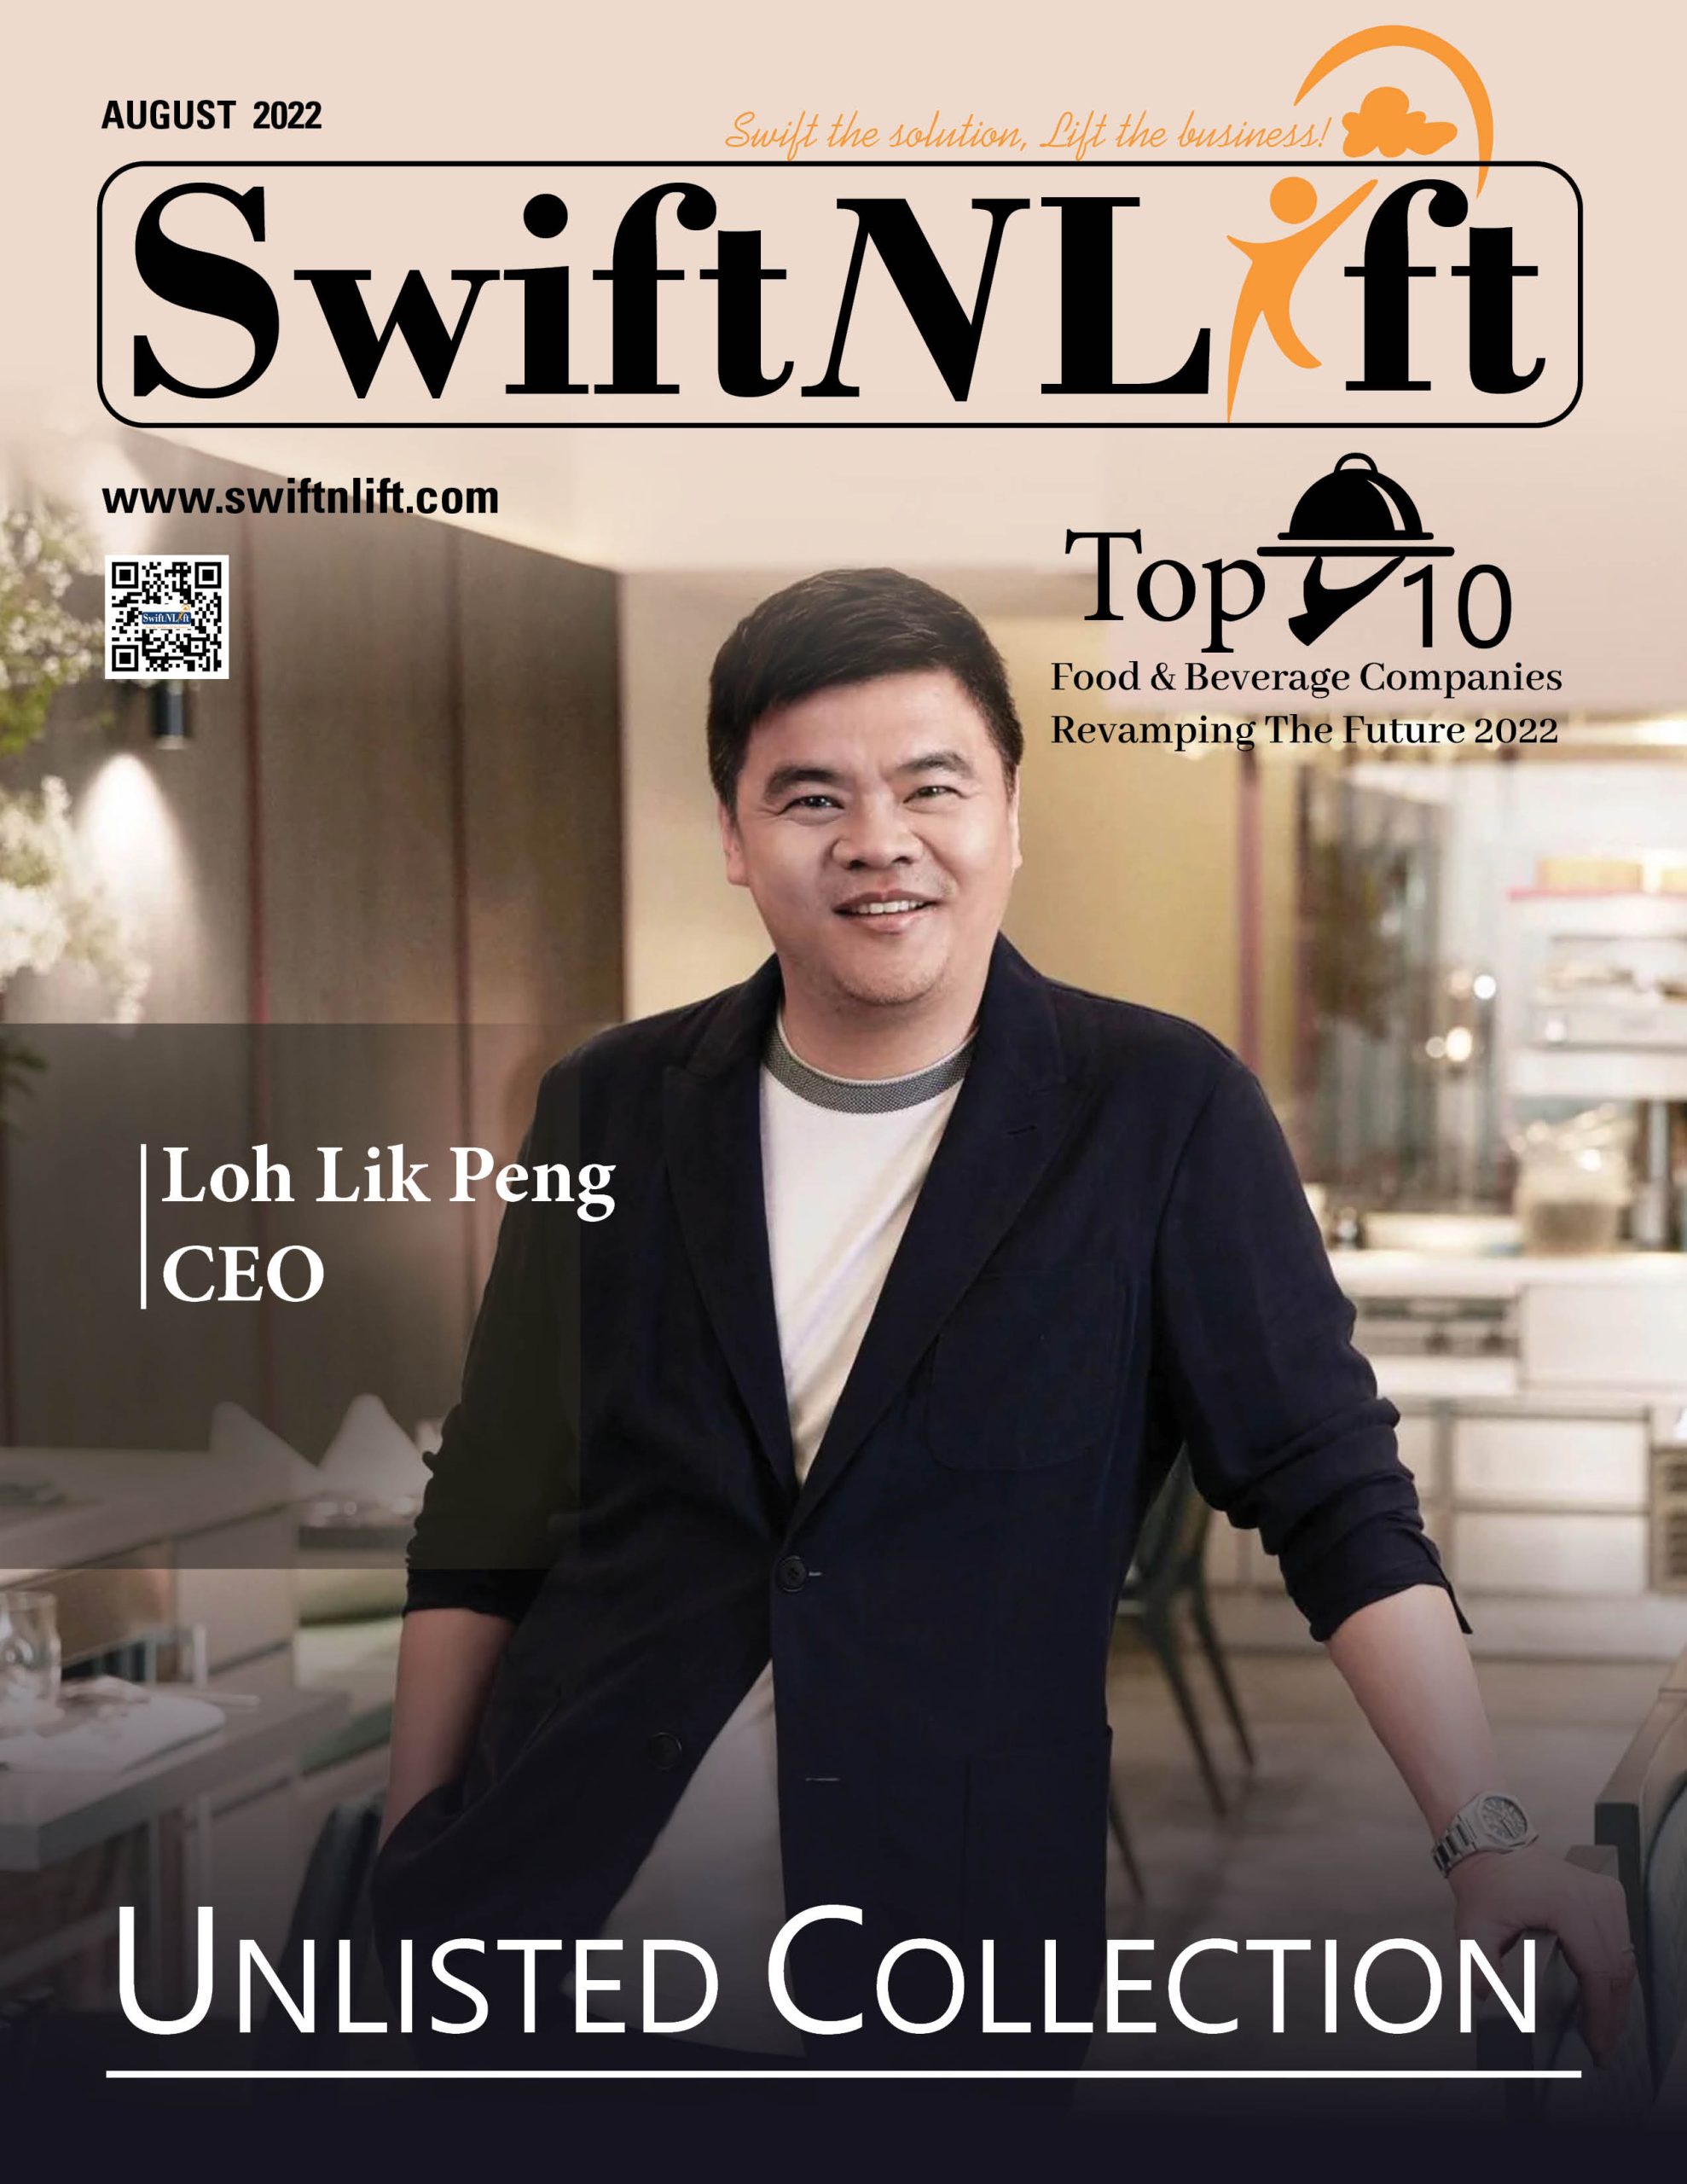 AUGUST 2022
Swift the solution, Lift the business!
SwiftNLift
www.swiftnlift.com
SwiftNLift
Top 10
Food & Beverage Companies
Revamping The Future 2022
Loh Lik Peng
CEO
UNLISTED COLLECTION